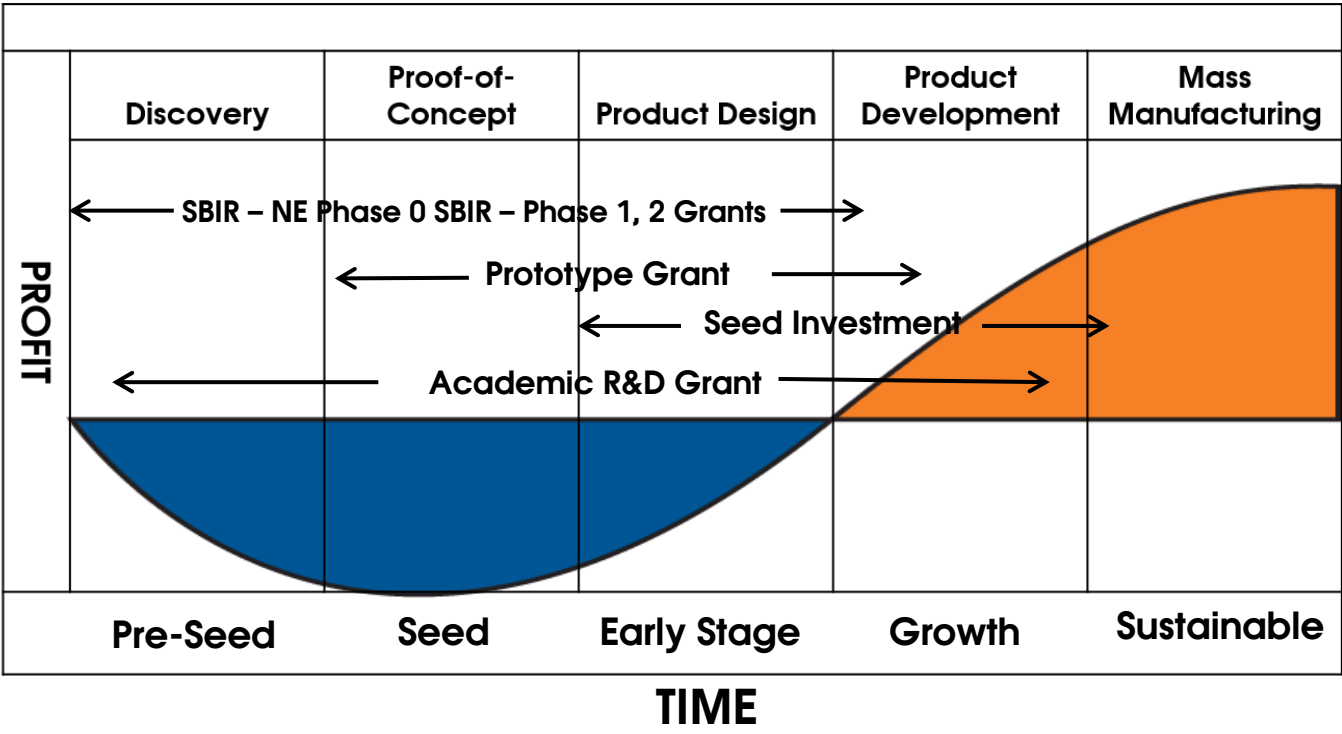 Discovery
Proof-of-
Concept
Product Design
Product
Development
Mass
Manufacturing
SBIR – NE Phase 0 SBIR – Phase 1, 2 Grants
Prototype Grant
Seed Investment
Academic R&D Grant
PROFIT
Pre-Seed
Seed
Early Stage
Growth
Sustainable
TIME